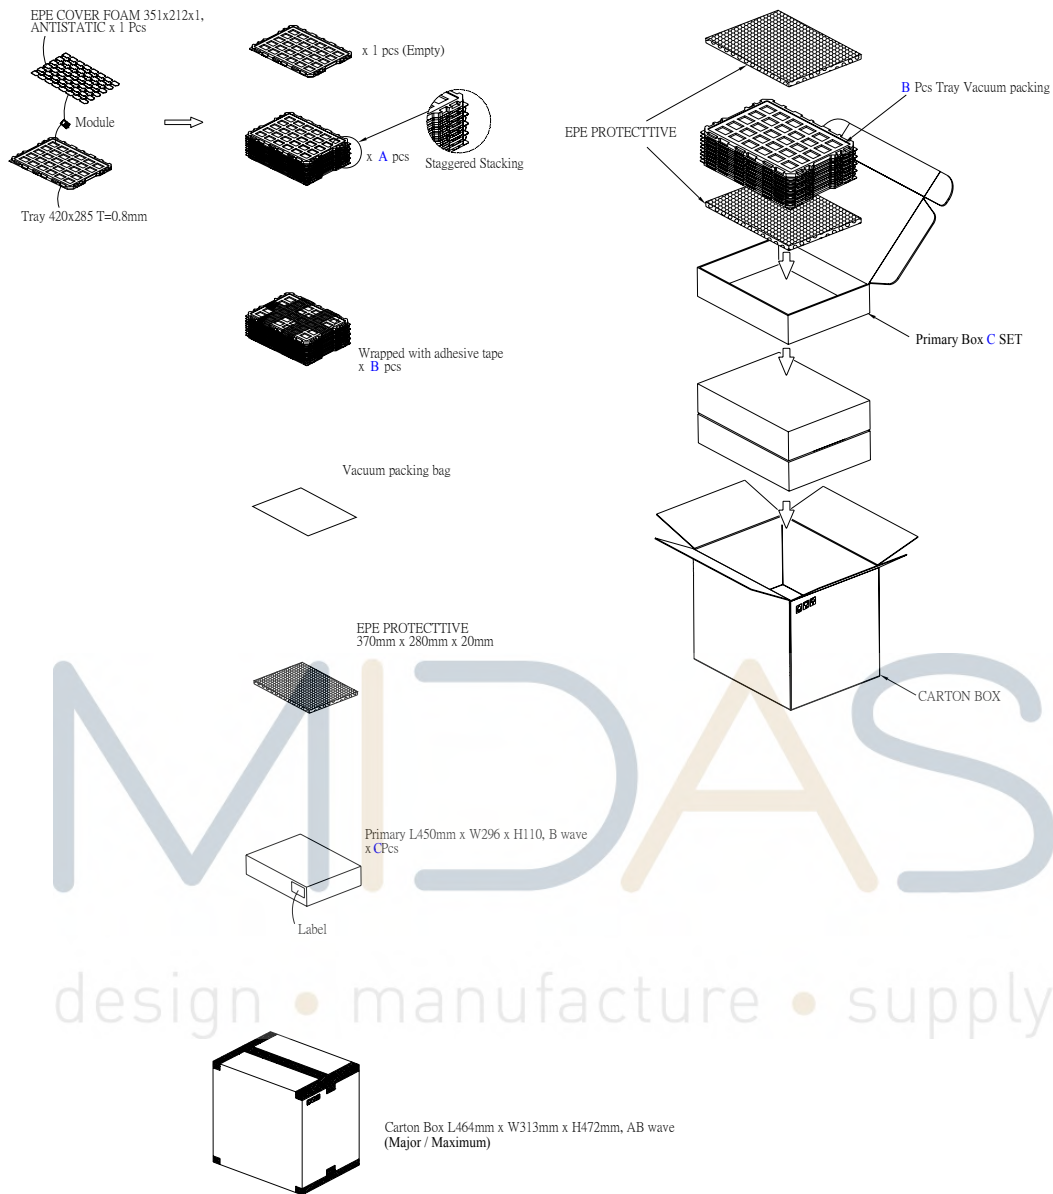 EPE COVER FOAM 351x212x1,
ANTISTATIC x 1 Pcs
Module
Tray 420x285 T=0.8mm
x 1 pcs (Empty)
x A pcs
Staggered Stacking
Wrapped with adhesive tape
x B pcs
Vacuum packing bag
EPE PROTECTTIVE
370mm x 280mm x 20mm
Primary L450mm x W296 x H110, B wave
x CPcs
Label
Carton Box L464mm x W313mm x H472mm, AB wave
(Major / Maximum)
B Pcs Tray Vacuum packing
EPE PROTECTTIVE
Primary Box C SET
CARTON BOX
MIDAS
design • manufacture • supply